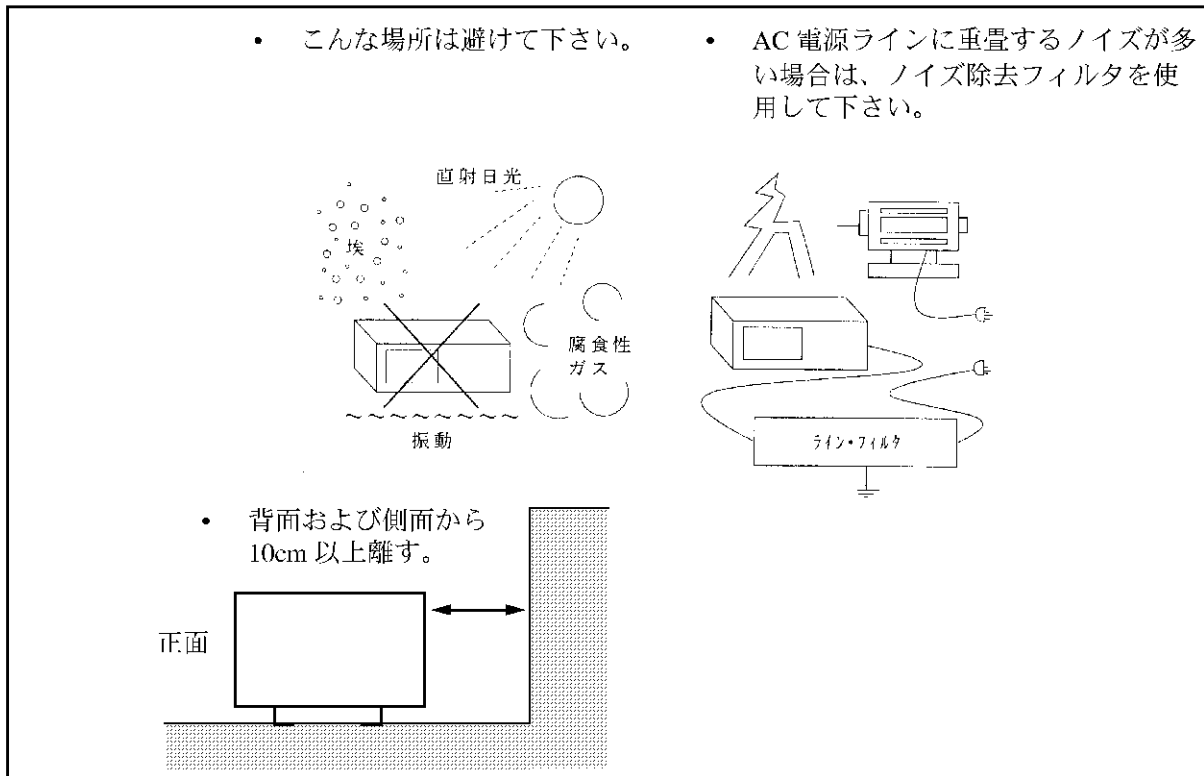 • こんな場所は避けて下さい。
• AC 電源ラインに重畳するノイズが多
い場合は、ノイズ除去フィルタを使
用して下さい。
直射日光
埃
腐食性
ガス
振動
ライン・フィルタ
• 背面および側面から
10cm 以上離す。
正面